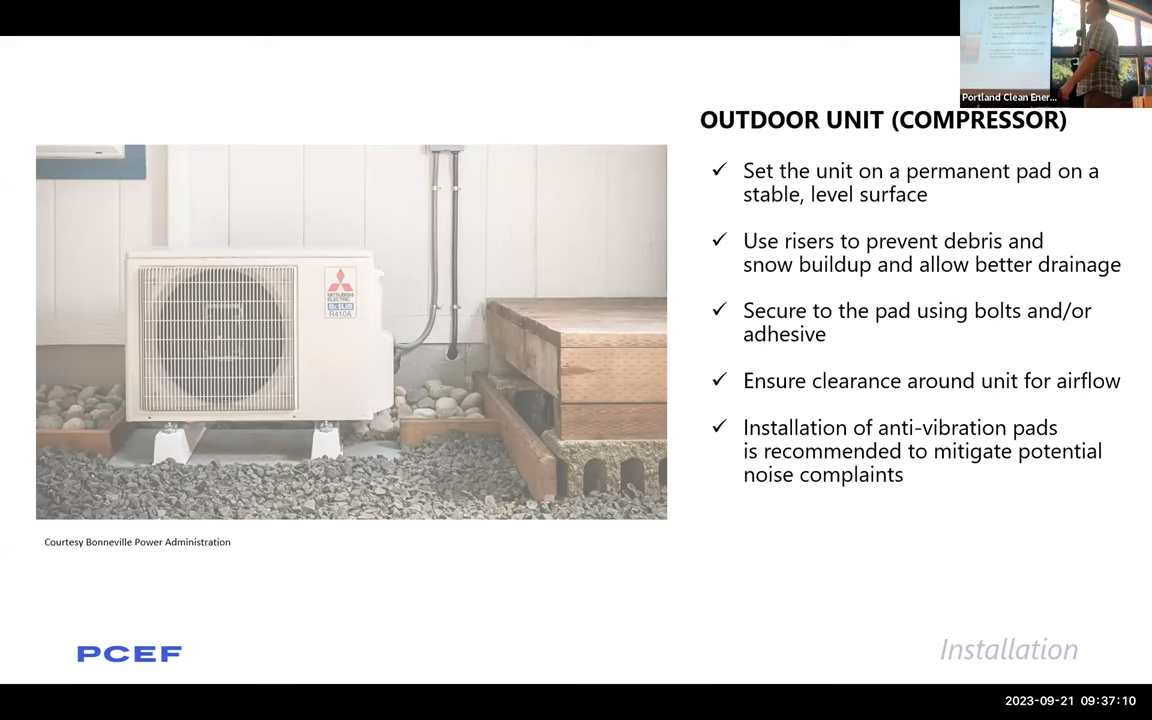 Portland Clean Ener...
OUTDOOR UNIT (COMPRESSOR)
✓ Set the unit on a permanent pad on a
stable, level surface
✓ Use risers to prevent debris and
snow buildup and allow better drainage
✓ Secure to the pad using bolts and/or
adhesive
✓ Ensure clearance around unit for airflow
✓ Installation of anti-vibration pads
is recommended to mitigate potential
noise complaints
MITSUBISHI
ELECTRIC
R410A
Courtesy Bonneville Power Administration
PCEF
Installation
2023-09-21 09:37:10